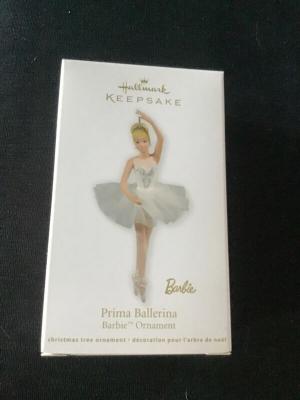 Hallmark
KEEPSAKE
Barbie
Prima Ballerina
Barbie™ Ornament
christmas tree ornament • décoration pour l'arbre de noël